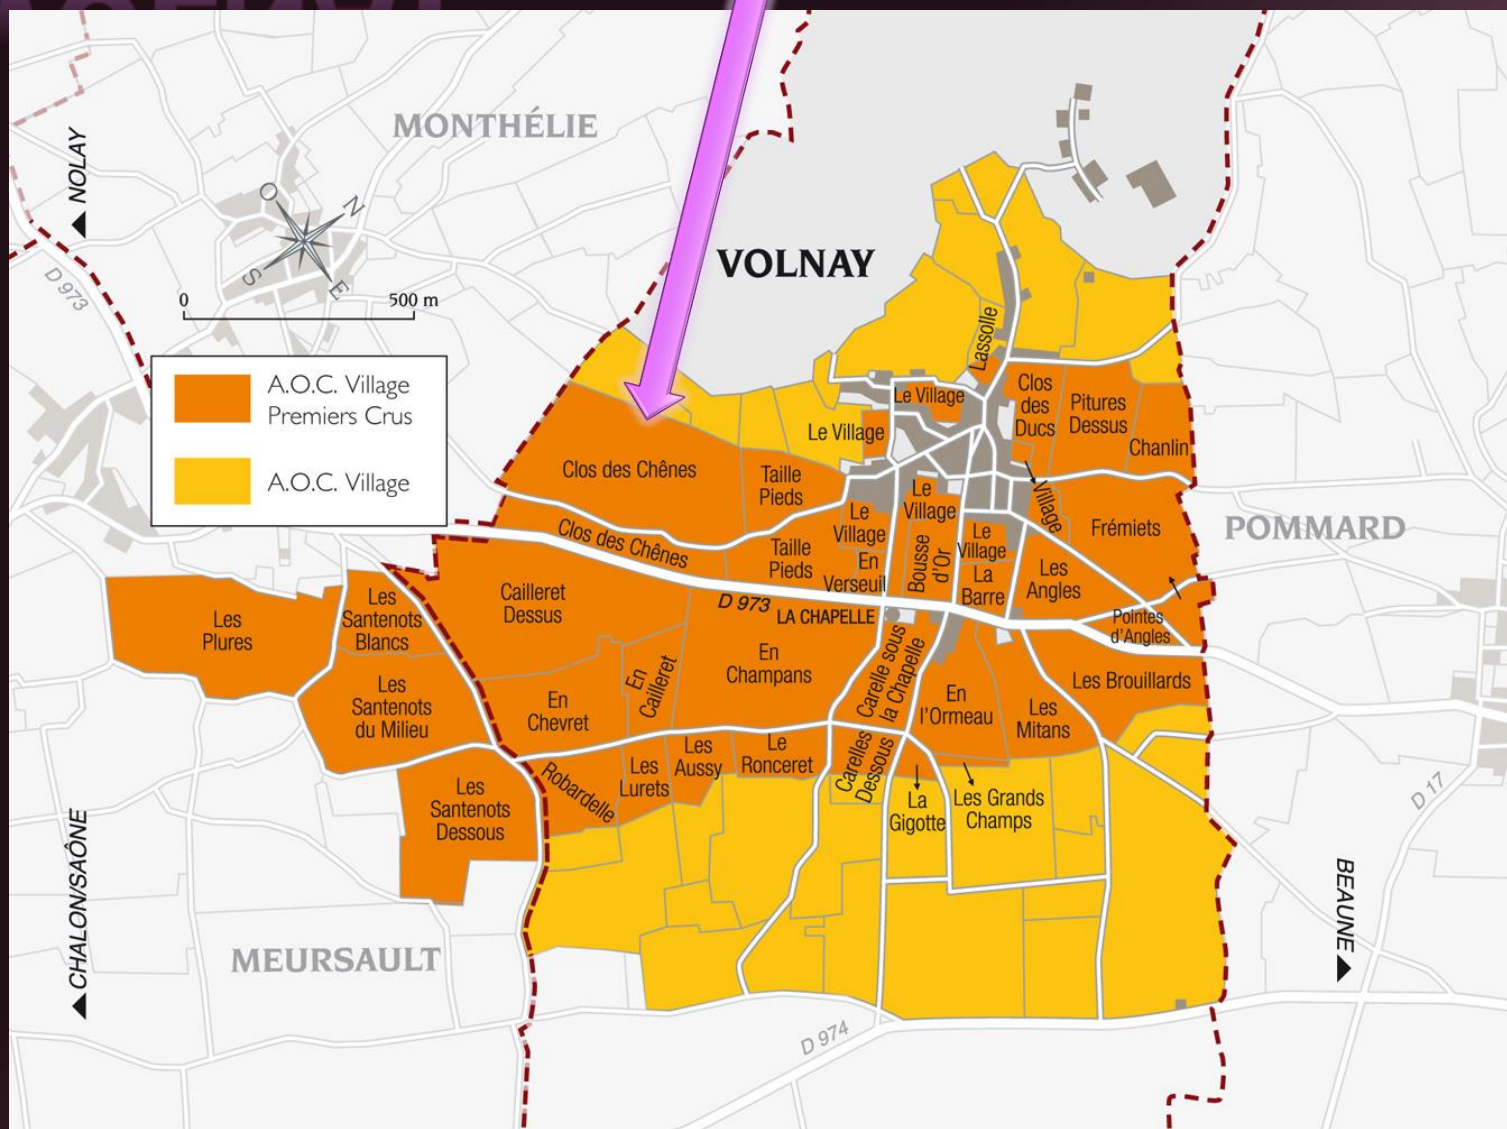 MONTHÉLIE
NOLAY
O
N
S
E
D 973
0
500 m
VOLNAY
A.O.C. Village
Premiers Crus
A.O.C. Village
Lassolle
Le Village
Clos
des
Ducs
Pitures
Dessus
Chanlin
Le Village
Clos des Chênes
Taille
Pieds
Le
Village
Le
Village
Village
Frémiets
POMMARD
Clos des Chênes
Taille
Pieds
En
Verseuil
Bousse
d'Or
Le
Village
La
Barre
Les
Angles
Pointes
d'Angles
D 973
LA CHAPELLE
Les
Plures
Les
Santenots
Blancs
Cailleret
Dessus
En
Cailleret
En
Champans
Carelle sous
la Chapelle
En
l'Ormeau
Les
Mitans
Les Brouillards
Les
Santenots
du Milieu
En
Chevret
Robardelle
Les
Lurets
Les
Aussy
Le
Ronceret
Carelles
Dessous
La
Gigotte
Les Grands
Champs
Les
Santenots
Dessous
D 17
CHALON/SAÔNE
MEURSAULT
BEAUNE
D 974